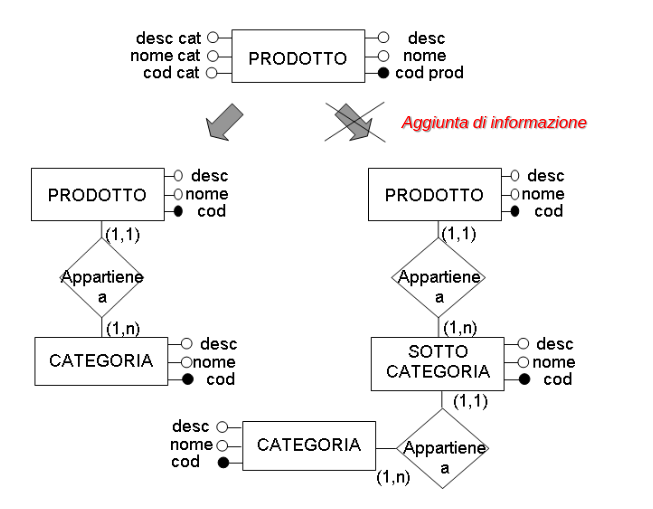 desc cat
nome cat
cod cat
PRODOTTO
desc
nome
cod prod
Aggiunta di informazione
PRODOTTO
desc
nome
cod
(1,1)
Appartiene
a
(1,n)
CATEGORIA
desc
nome
cod
PRODOTTO
desc
nome
cod
(1,1)
Appartiene
a
(1,n)
SOTTO
CATEGORIA
desc
nome
cod
(1,1)
Appartiene
a
(1,n)
CATEGORIA
desc
nome
cod